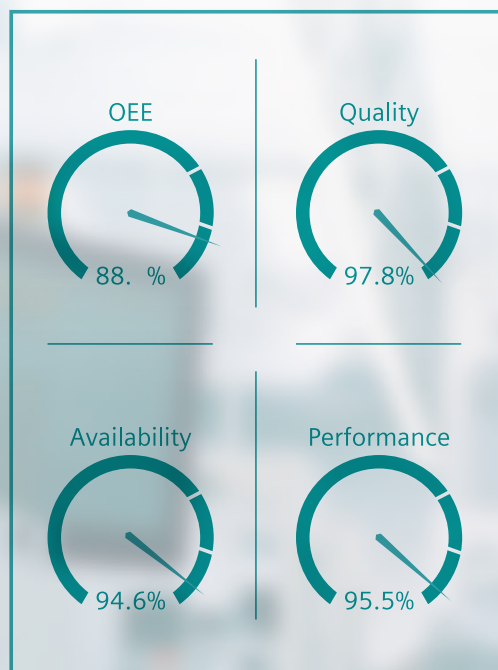 OEE
88. %
Quality
97.8%
Availability
94.6%
Performance
95.5%